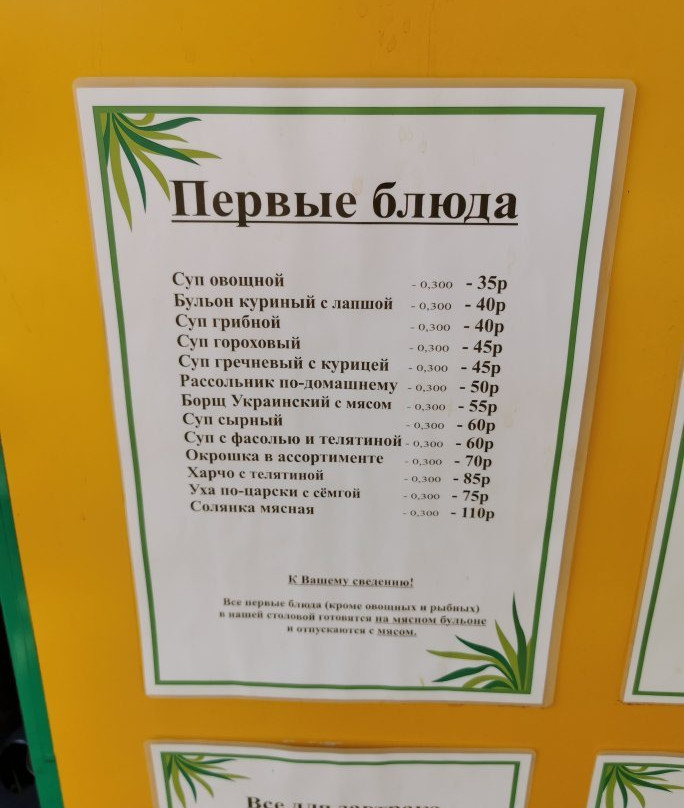 Первые блюда
Суп овощной - 0,300 - 35р
Бульон куриный с лапшой - 0,300 - 40р
Суп грибной - 0,300 - 40р
Суп гороховый - 0,300 - 45р
Суп гречневый с курицей - 0,300 - 45р
Рассольник по-домашнему - 0,300 - 50р
Борщ Украинский с мясом - 0,300 - 55р
Суп сырный - 0,300 - 60р
Суп с фасолью и телятиной - 0,300 - 60р
Окрошка в ассортименте - 0,300 - 70р
Харчо с телятиной - 0,300 - 85р
Уха по-царски с сёмгой - 0,300 - 75р
Солянка мясная - 0,300 - 110р
К Вашему сведению!
Все первые блюда (кроме овощных и рыбных)
в нашей столовой готовятся на мясном бульоне
и отпускаются с мясом.
Все для завтрака